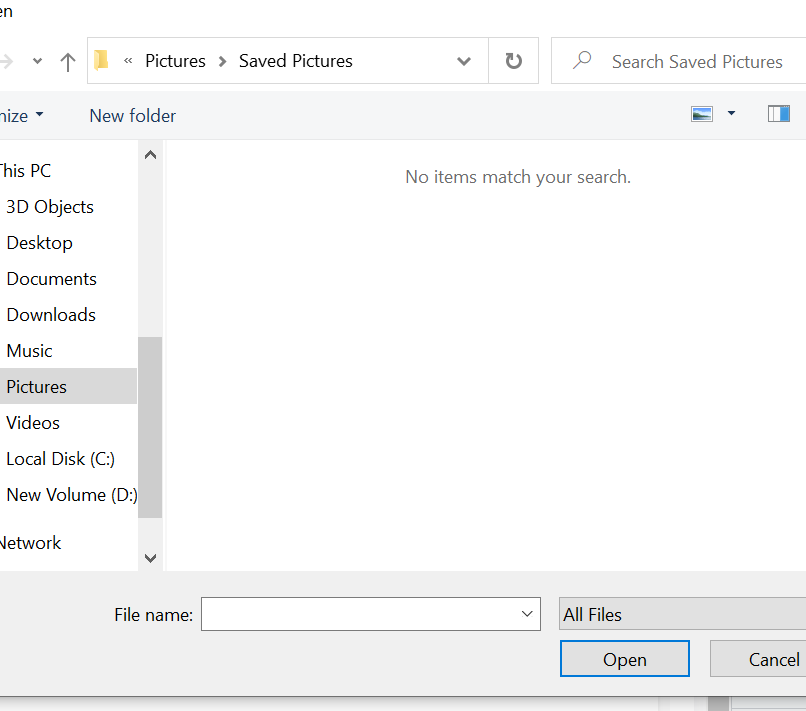 en
« Pictures > Saved Pictures
Search Saved Pictures
nize
New folder
This PC
3D Objects
Desktop
Documents
Downloads
Music
Pictures
Videos
Local Disk (C:)
New Volume (D:)
Network
No items match your search.
File name:
All Files
Open
Cancel